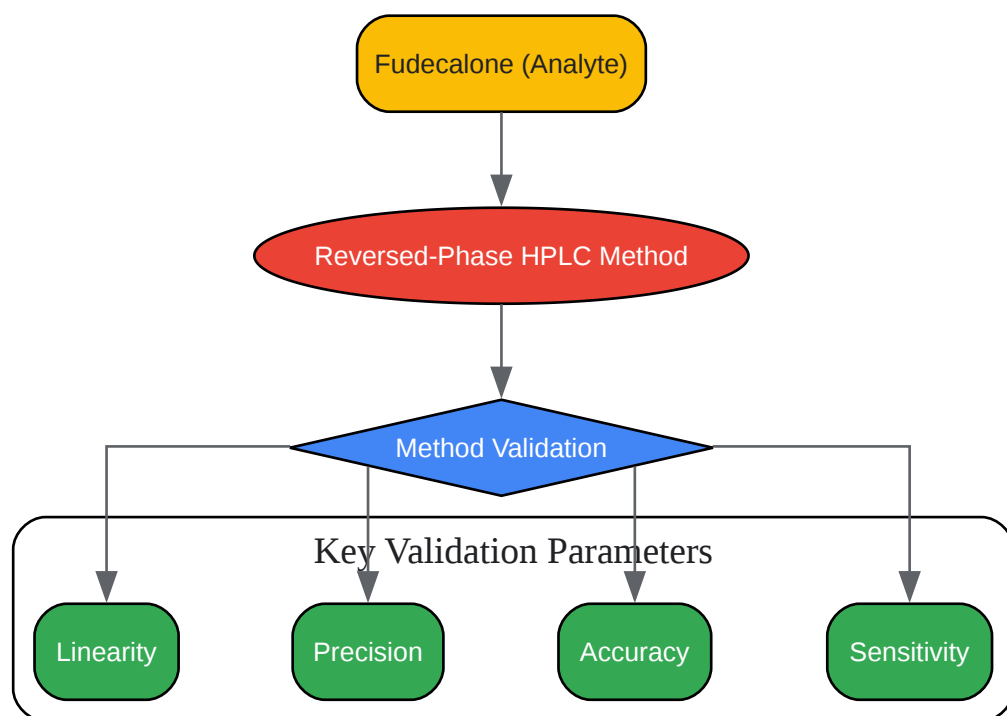 Fudecalone (Analyte)
Reversed-Phase HPLC Method
Method Validation
Key Validation Parameters
Linearity
Precision
Accuracy
Sensitivity